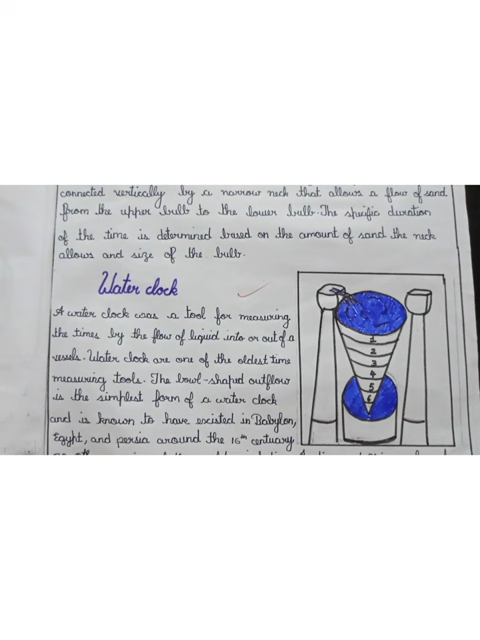 connected vertically by a narrow neck that allows a flow of sand
from the upper bulb to the lower bulb. The specific duration
of the time is determined based on the amount of sand the neck
allows and size of the bulb.
Water clock
A water clock was a tool for measuring
the times by the flow of liquid into or out of a
vessels. Water clock are one of the oldest time
measuring tools. The bowl-shaped outflow
is the simplest form of a water clock
and is known to have existed in Babylon,
Egyht, and persia around the 16th centuary
1
2
3
4
5
6